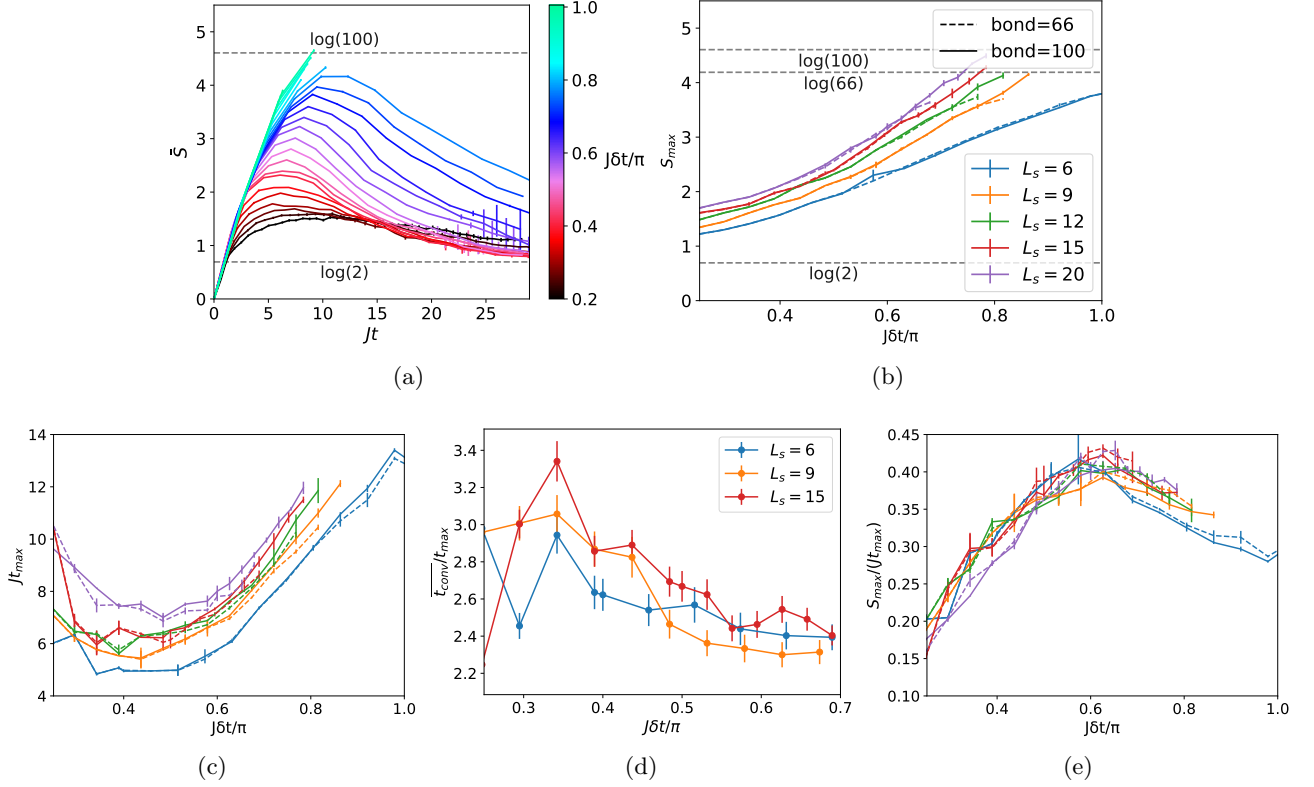 S̄
5
4
3
2
1
0
log(100)
log(2)
0
5
10
15
20
25
Jt
1.0
0.8
0.6
0.4
0.2
Jδt/π
(a)
S_max
5
4
3
2
1
0
bond=66
bond=100
log(100)
log(66)
log(2)
L_s = 6
L_s = 9
L_s = 12
L_s = 15
L_s = 20
0.4
0.6
0.8
1.0
Jδt/π
(b)
Jt_max
14
12
10
8
6
4
0.4
0.6
0.8
1.0
Jδt/π
(c)
t̄_conv/Jt_max
3.4
3.2
3.0
2.8
2.6
2.4
2.2
L_s = 6
L_s = 9
L_s = 15
0.3
0.4
0.5
0.6
0.7
Jδt/π
(d)
S_max/(Jt_max)
0.45
0.40
0.35
0.30
0.25
0.20
0.15
0.10
0.4
0.6
0.8
1.0
Jδt/π
(e)